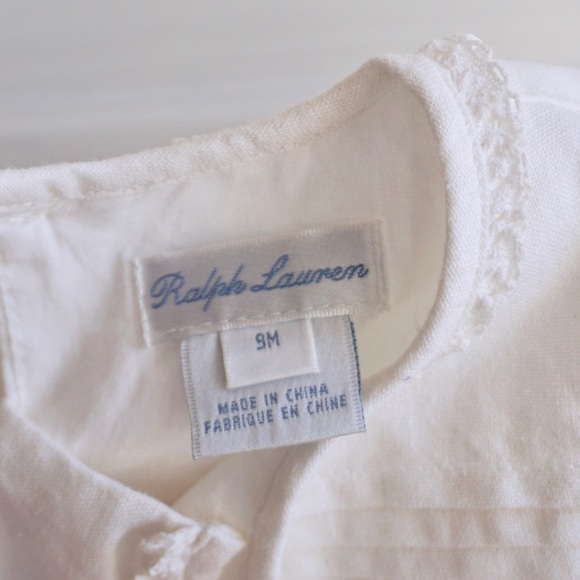 Ralph Lauren
9M
MADE IN CHINA
FABRIQUE EN CHINE